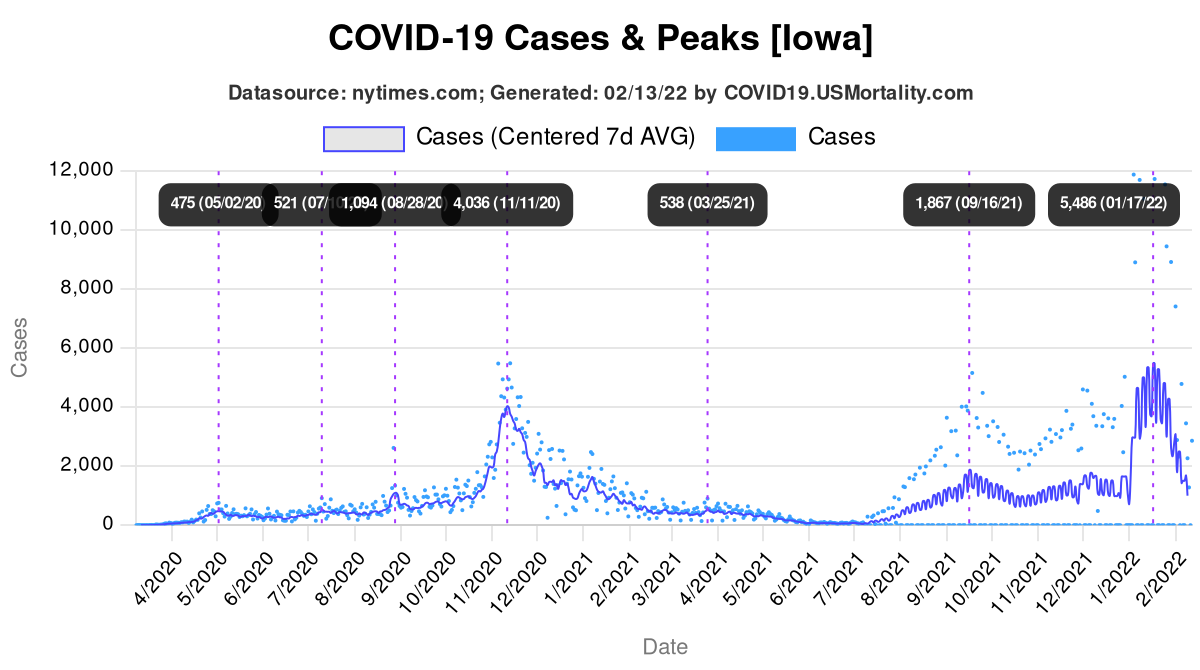 COVID-19 Cases & Peaks [Iowa]
Datasource: nytimes.com; Generated: 02/13/22 by COVID19.USMortality.com
Cases (Centered 7d AVG) Cases
12,000
475 (05/02/20 521 (07/ 1,094 (08/28/20 4,036 (11/11/20) 538 (03/25/21) 1,867 (09/16/21) 5,486 (01/17/22)
10,000
8,000
6,000
Cases
4,000
2,000
0
4/2020 5/2020 6/2020 7/2020 8/2020 9/2020 10/2020 11/2020 12/2020 1/2021 2/2021 3/2021 4/2021 5/2021 6/2021 7/2021 8/2021 9/2021 10/2021 11/2021 12/2021 1/2022 2/2022
Date